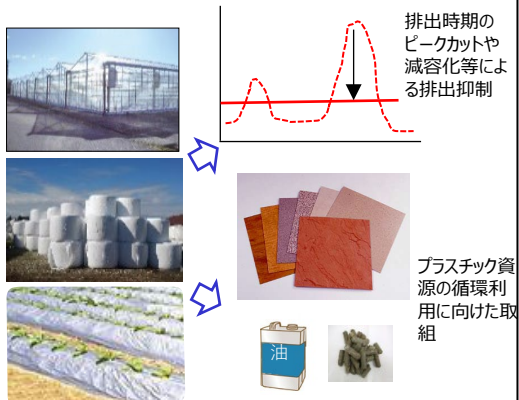 排出時期の
ピークカットや
減容化等によ
る排出抑制
プラスチック資
源の循環利
用に向けた取
組
油